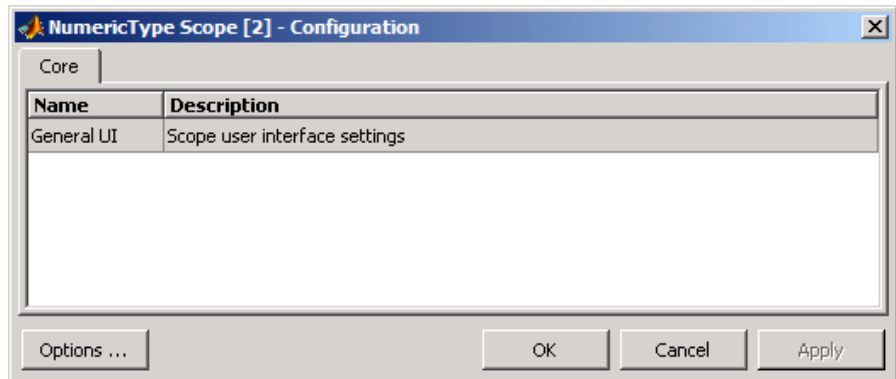 NumericType Scope [2] - Configuration
Core
Name Description
General UI Scope user interface settings
Options ... OK Cancel Apply